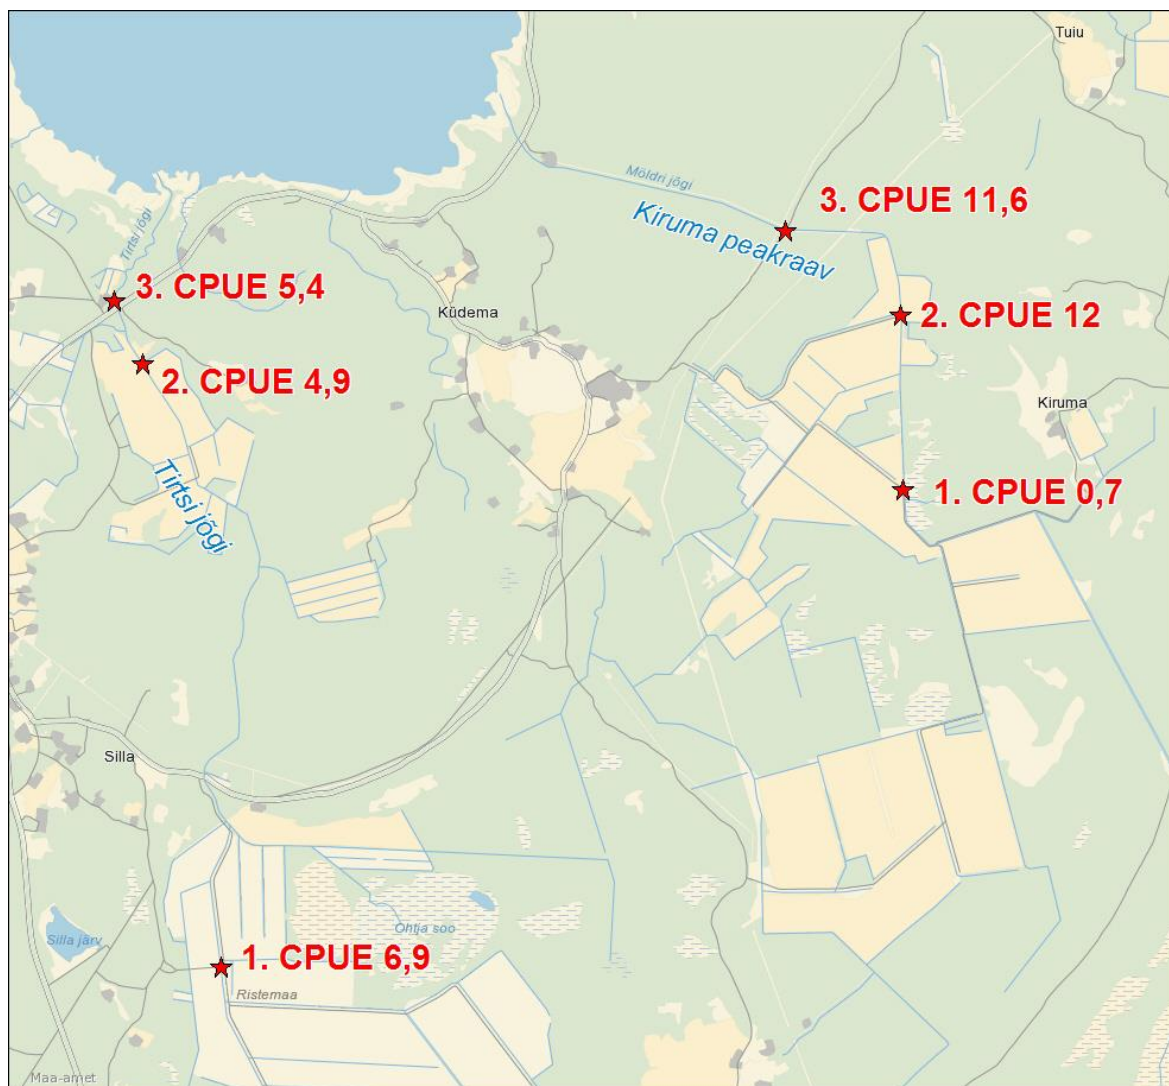 Tuiu
Möldri jõgi
3. CPUE 11,6
Kiruma peakraav
Tirtsi jõgi
3. CPUE 5,4
Küdema
2. CPUE 12
2. CPUE 4,9
Kiruma
Tirtsi jõgi
1. CPUE 0,7
Silla
Silla järv
Ohtja soo
1. CPUE 6,9
Ristemaa
Maa-amet